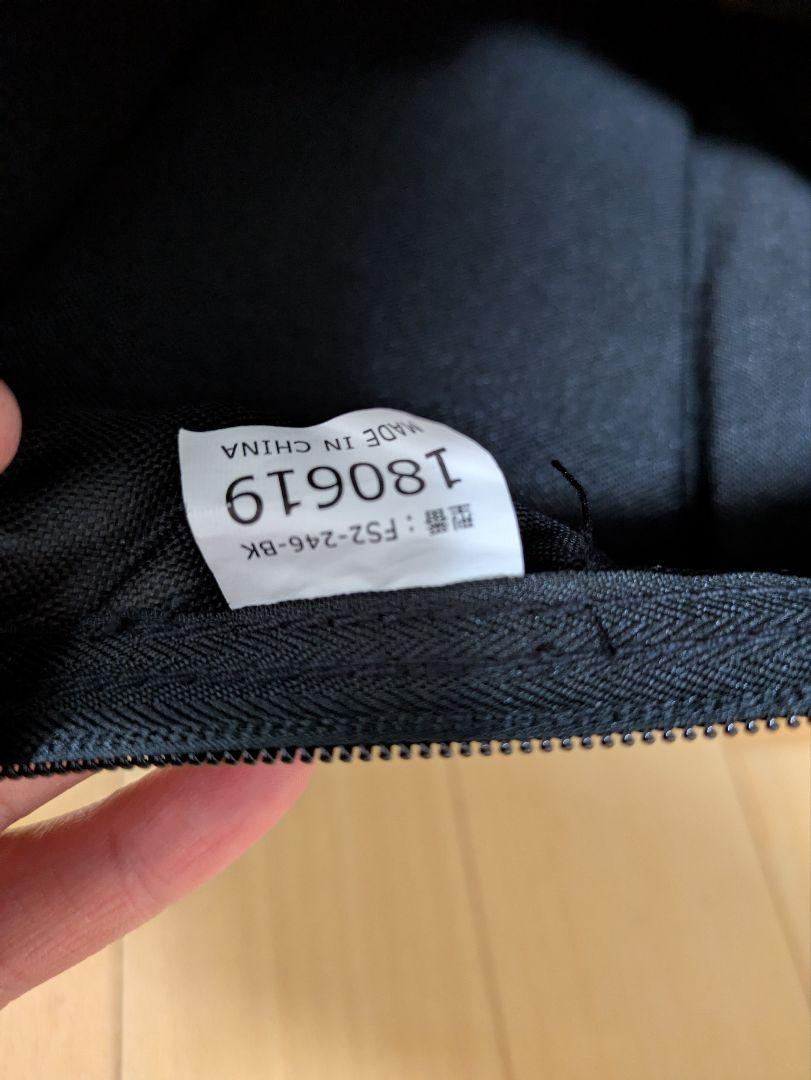 型番：FS2-246-BK
180619
MADE IN CHINA